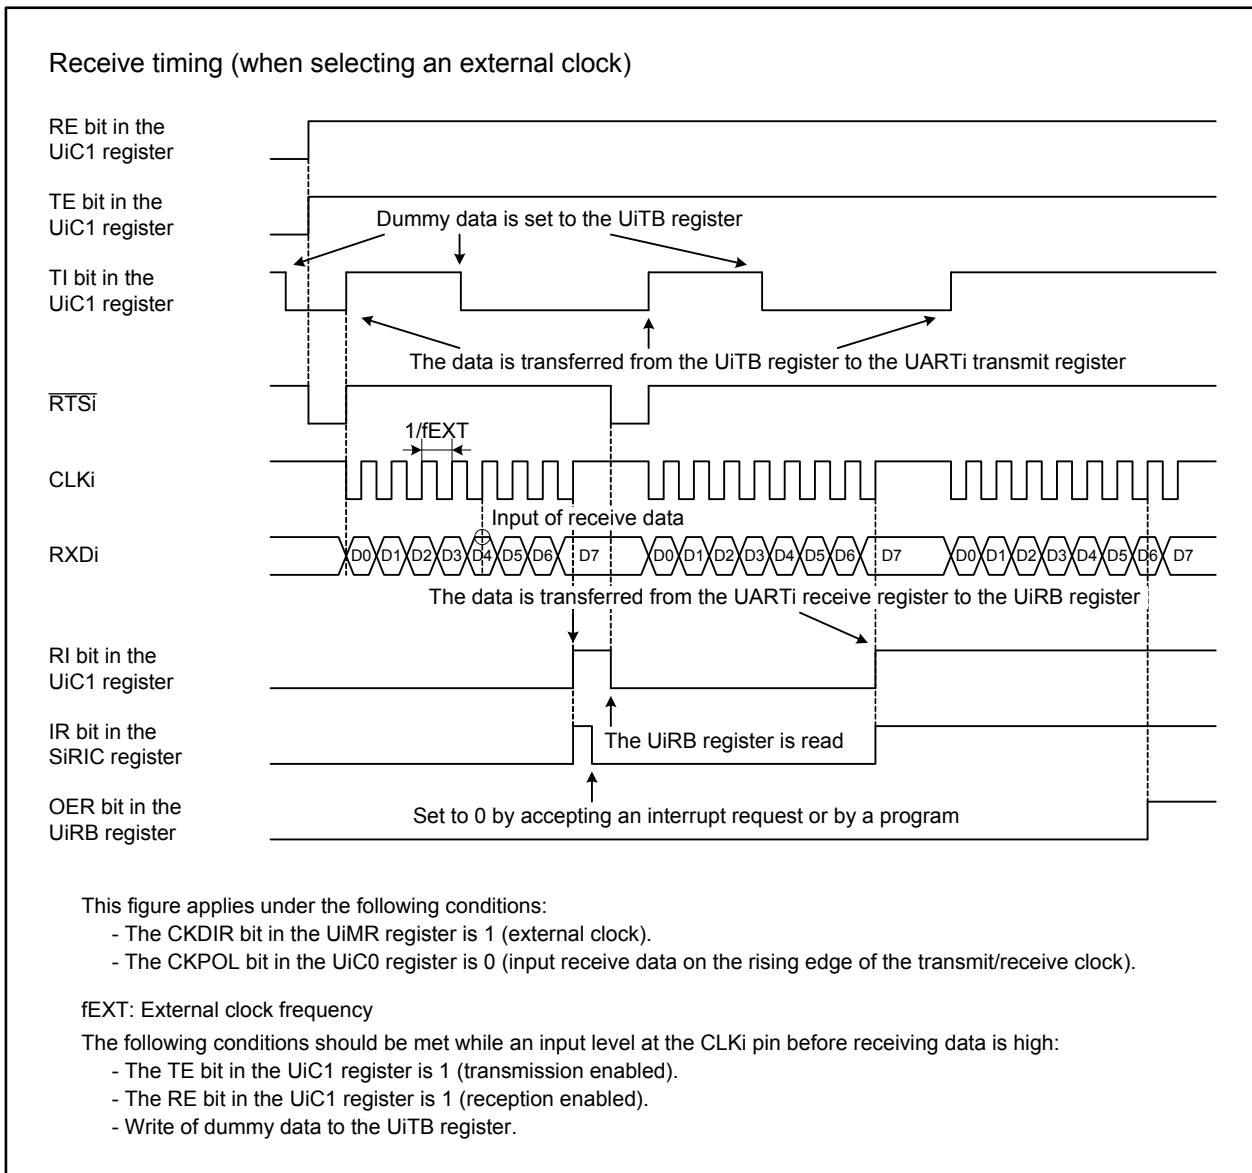 Receive timing (when selecting an external clock)
RE bit in the
UiC1 register
TE bit in the
UiC1 register
Dummy data is set to the UiTB register
TI bit in the
UiC1 register
The data is transferred from the UiTB register to the UARTi transmit register
RTSi
1/fEXT
CLKi
Input of receive data
RXDi
D0 D1 D2 D3 D4 D5 D6 D7 D0 D1 D2 D3 D4 D5 D6 D7 D0 D1 D2 D3 D4 D5 D6 D7
The data is transferred from the UARTi receive register to the UiRB register
RI bit in the
UiC1 register
The UiRB register is read
IR bit in the
SiRIC register
OER bit in the
UiRB register
Set to 0 by accepting an interrupt request or by a program
This figure applies under the following conditions:
- The CKDIR bit in the UiMR register is 1 (external clock).
- The CKPOL bit in the UiC0 register is 0 (input receive data on the rising edge of the transmit/receive clock).
fEXT: External clock frequency
The following conditions should be met while an input level at the CLKi pin before receiving data is high:
- The TE bit in the UiC1 register is 1 (transmission enabled).
- The RE bit in the UiC1 register is 1 (reception enabled).
- Write of dummy data to the UiTB register.